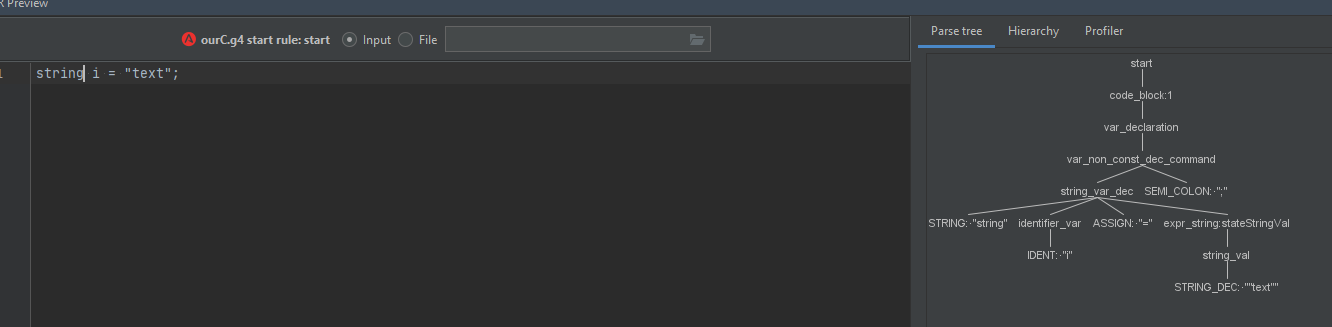 R Preview
ourC.g4 start rule: start Input File
1 string i = "text";
Parse tree Hierarchy Profiler
start
code_block:1
var_declaration
var_non_const_dec_command
string_var_dec SEMI_COLON:·";"
STRING:·"string" identifier_var ASSIGN:·"=" expr_string:stateStringVal
IDENT:·"i" string_val
STRING_DEC:·""text""